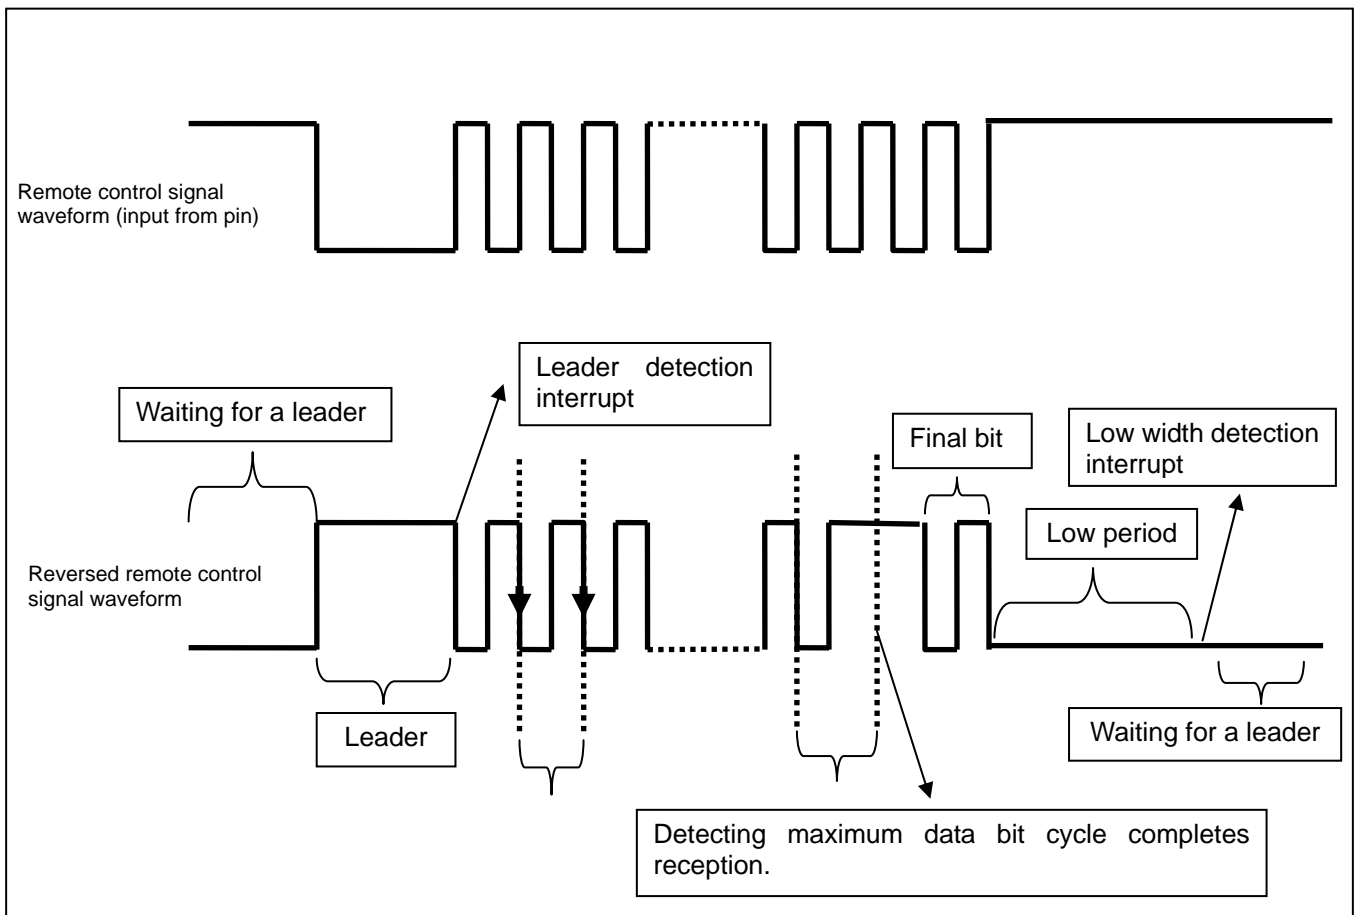 Remote control signal
waveform (input from pin)
Leader detection
interrupt
Waiting for a leader
Final bit
Low width detection
interrupt
Low period
Reversed remote control
signal waveform
Leader
Waiting for a leader
Detecting maximum data bit cycle completes
reception.